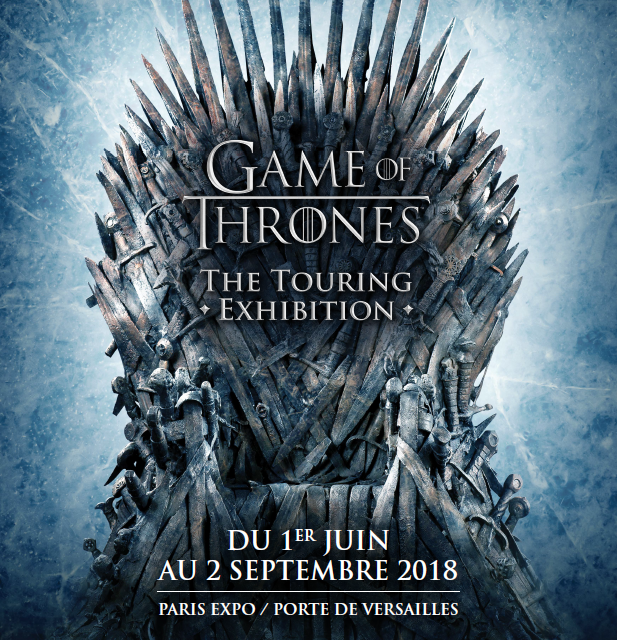 GAME OF
THRONES
THE TOURING
EXHIBITION
DU 1ER JUIN
AU 2 SEPTEMBRE 2018
PARIS EXPO / PORTE DE VERSAILLES